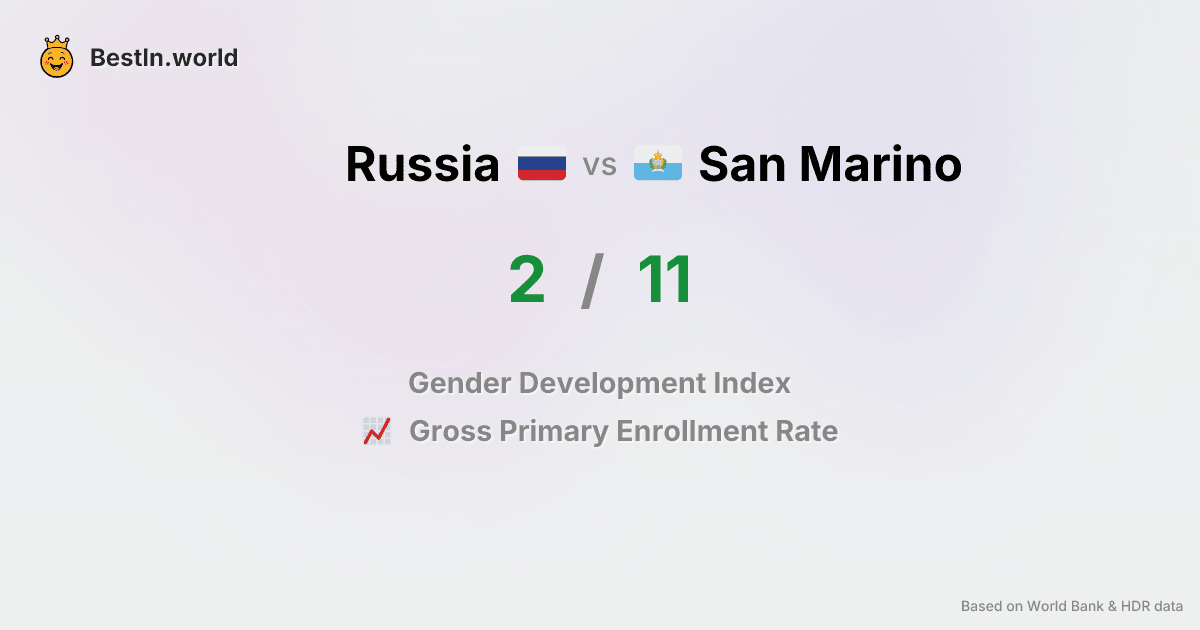 BestIn.world
Russia vs San Marino
2 / 11
Gender Development Index
Gross Primary Enrollment Rate
Based on World Bank & HDR data